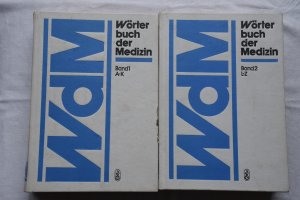 WdM
Wörter
buch
der
Medizin
Band 1
A-K
WdM
Wörter
buch
der
Medizin
Band 2
L-Z